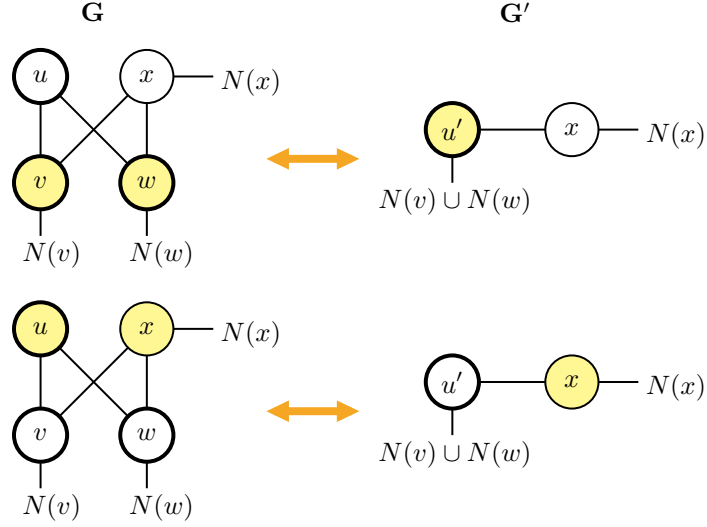 G G′
u x N(x)
u′ x N(x)
v w
N(v) ∪ N(w)
N(v) N(w)
u x N(x)
u′ x N(x)
v w
N(v) ∪ N(w)
N(v) N(w)